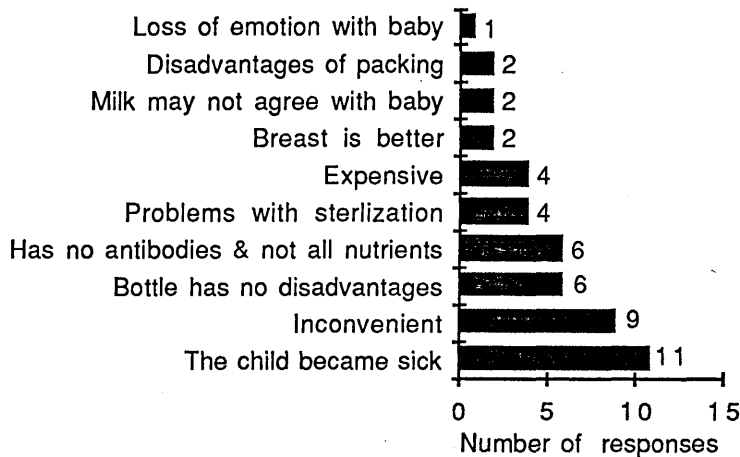 Loss of emotion with baby 1
Disadvantages of packing 2
Milk may not agree with baby 2
Breast is better 2
Expensive 4
Problems with sterlization 4
Has no antibodies & not all nutrients 6
Bottle has no disadvantages 6
Inconvenient 9
The child became sick 11
0 5 10 15
Number of responses